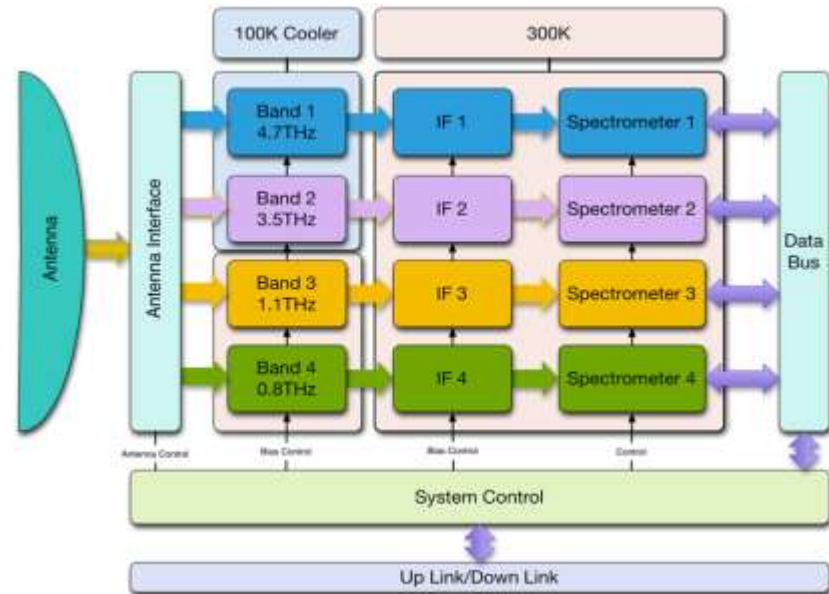 100K Cooler
300K
Antenna
Antenna Interface
Band 1
4.7THz
IF 1
Spectrometer 1
Band 2
3.5THz
IF 2
Spectrometer 2
Data
Bus
Band 3
1.1THz
IF 3
Spectrometer 3
Band 4
0.8THz
IF 4
Spectrometer 4
Antenna Control
Bias Control
Bias Control
Control
System Control
Up Link/Down Link